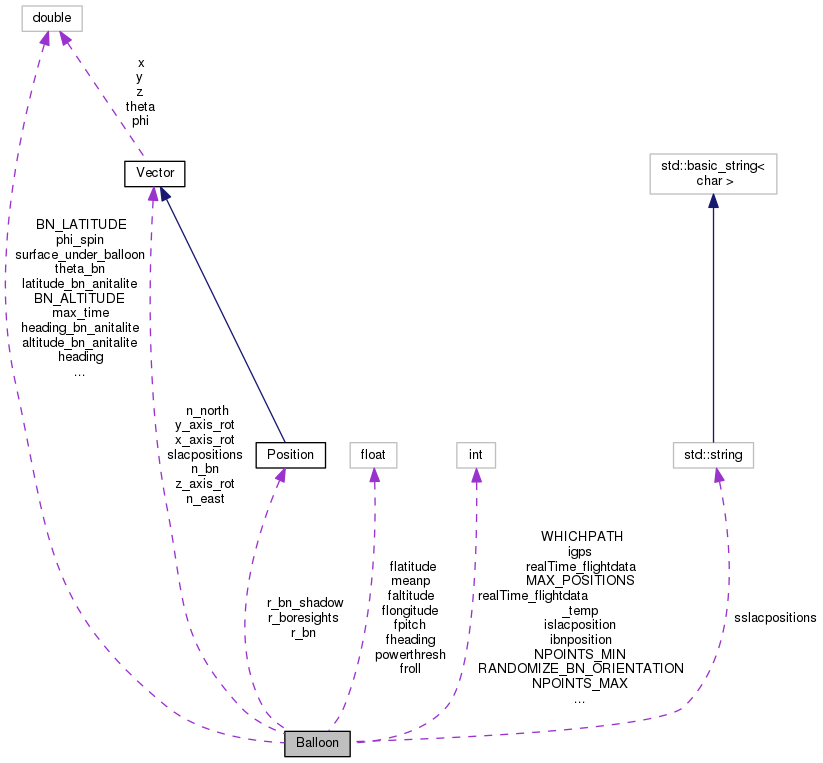 double
x
y
z
theta
phi
Vector
std::basic_string<
char >
BN_LATITUDE
phi_spin
surface_under_balloon
theta_bn
latitude_bn_anitalite
BN_ALTITUDE
max_time
heading_bn_anitalite
altitude_bn_anitalite
heading
...
n_north
y_axis_rot
x_axis_rot
slacpositions
n_bn
z_axis_rot
n_east
Position
float
int
std::string
r_bn_shadow
r_boresights
r_bn
flatitude
meanp
faltitude
flongitude
fpitch
fheading
powerthresh
froll
WHICHPATH
igps
realTime_flightdata
MAX_POSITIONS
realTime_flightdata
_temp
islacposition
ibnposition
NPOINTS_MIN
RANDOMIZE_BN_ORIENTATION
NPOINTS_MAX
...
sslacpositions
Balloon